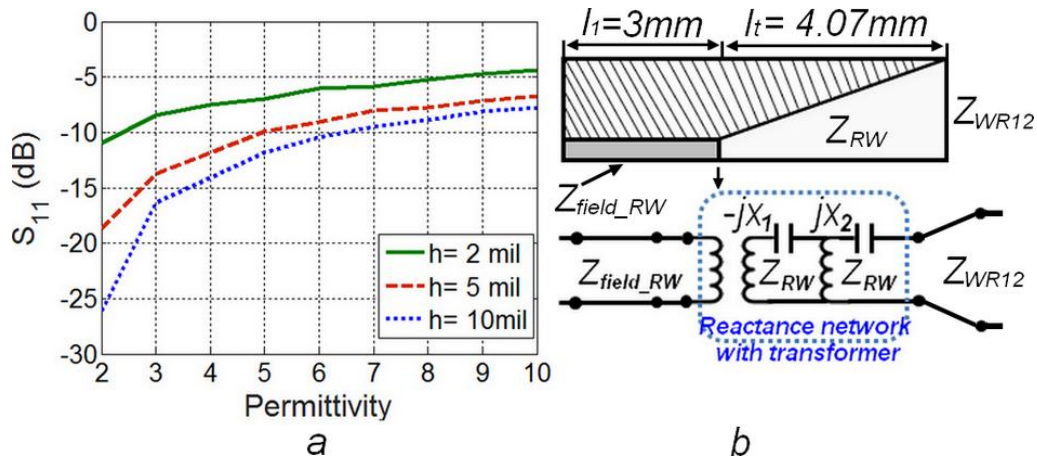 S11 (dB)
0
-5
-10
-15
-20
-25
-30
2 3 4 5 6 7 8 9 10
Permittivity
h= 2 mil
h= 5 mil
h= 10mil
a
l1=3mm
lt= 4.07mm
ZRW
ZWR12
Zfield_RW
-jX1 jX2
Zfield_RW
ZRW ZRW
ZWR12
Reactance network
with transformer
b